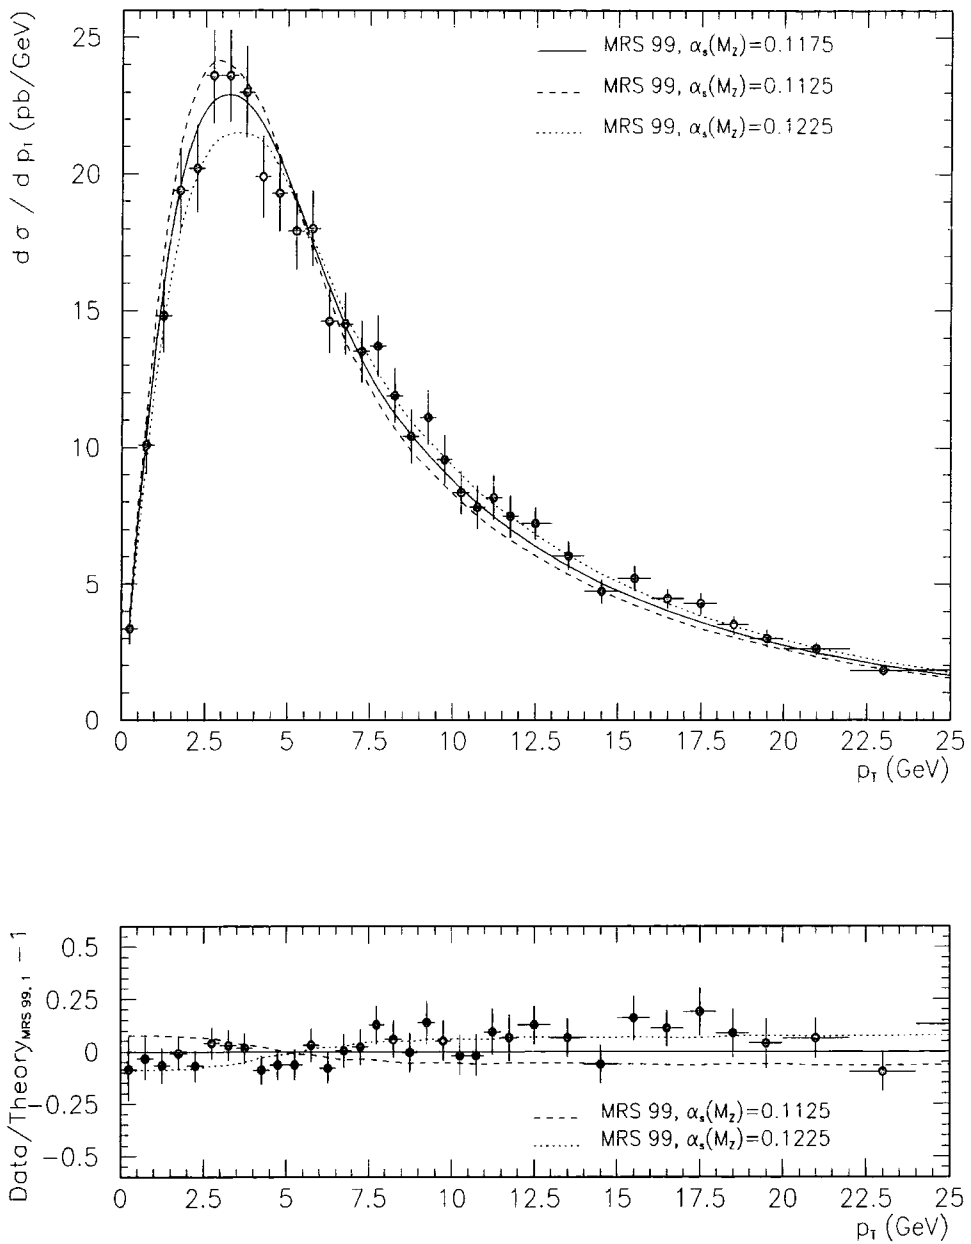 d σ / d p_T (pb/GeV)
25
20
15
10
5
0
MRS 99, α_s(M_Z)=0.1175
MRS 99, α_s(M_Z)=0.1125
MRS 99, α_s(M_Z)=0.1225
0 2.5 5 7.5 10 12.5 15 17.5 20 22.5 25
p_T (GeV)
Data/Theory_MRS 99, 1 −1
0.5
0.25
0
−0.25
−0.5
MRS 99, α_s(M_Z)=0.1125
MRS 99, α_s(M_Z)=0.1225
0 2.5 5 7.5 10 12.5 15 17.5 20 22.5 25
p_T (GeV)